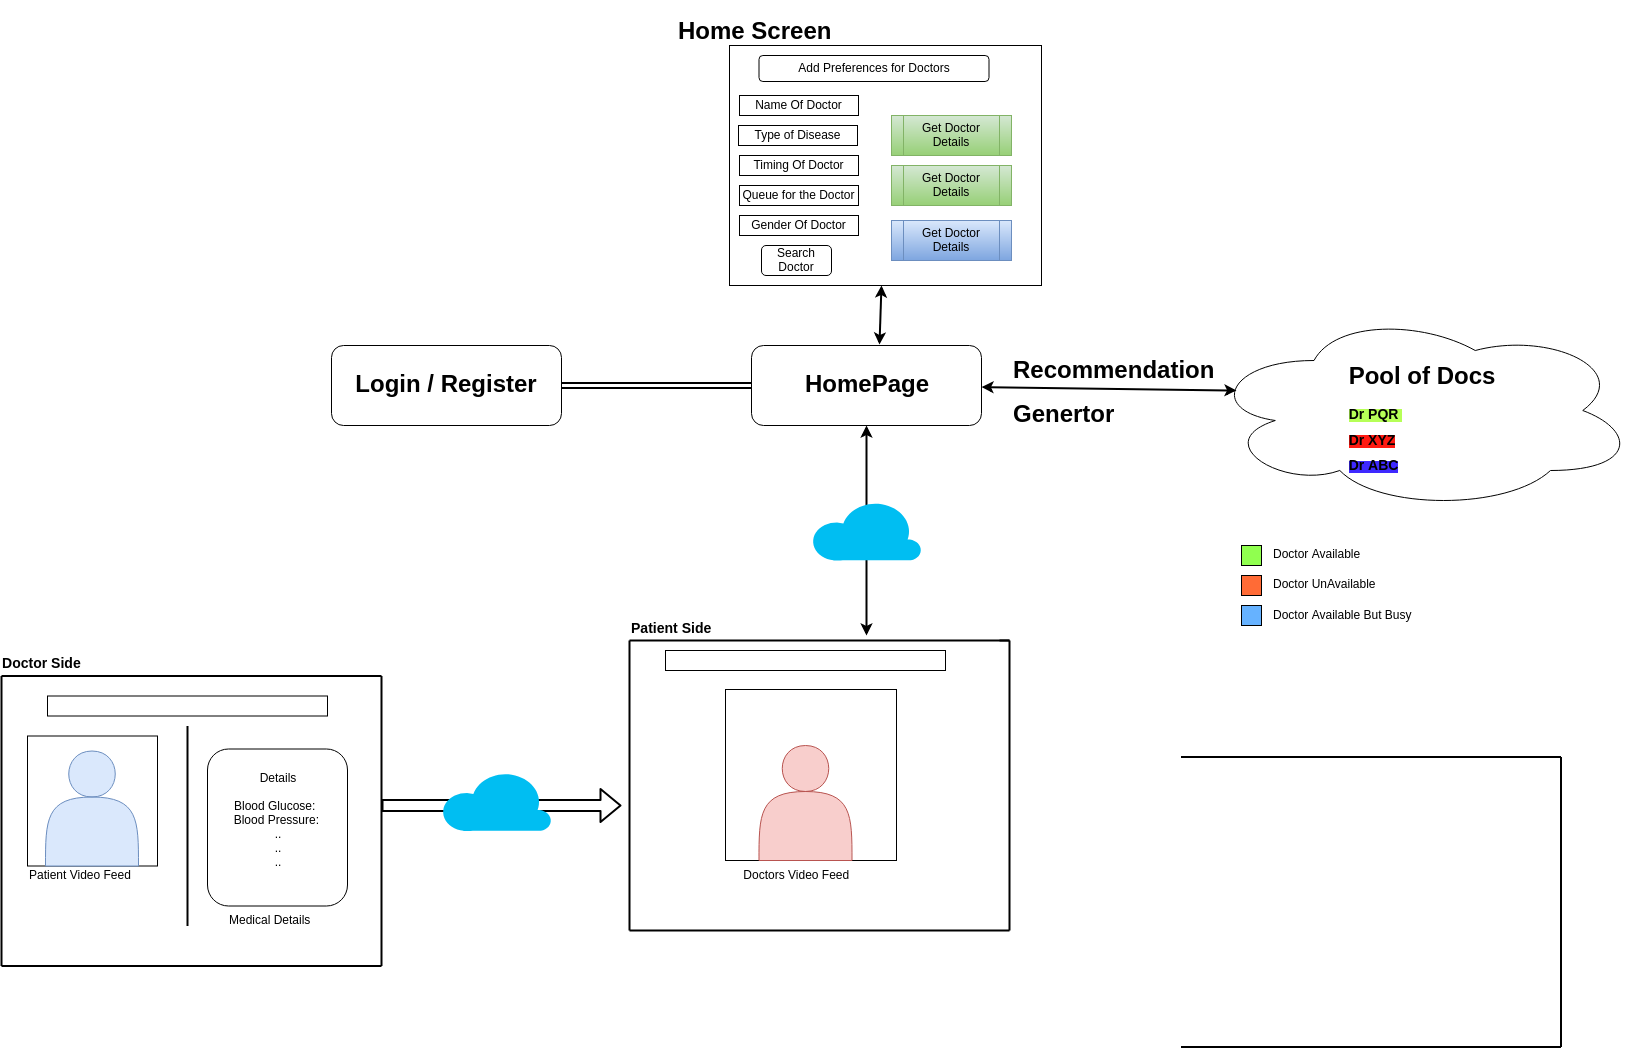 Home Screen
Add Preferences for Doctors
Name Of Doctor
Type of Disease
Timing Of Doctor
Queue for the Doctor
Gender Of Doctor
Search
Doctor
Get Doctor
Details
Get Doctor
Details
Get Doctor
Details
Login / Register
HomePage
Recommendation
Genertor
Pool of Docs
Dr PQR
Dr XYZ
Dr ABC
Doctor Available
Doctor UnAvailable
Doctor Available But Busy
Patient Side
Doctors Video Feed
Doctor Side
Patient Video Feed
Details
Blood Glucose:
Blood Pressure:
..
..
..
Medical Details